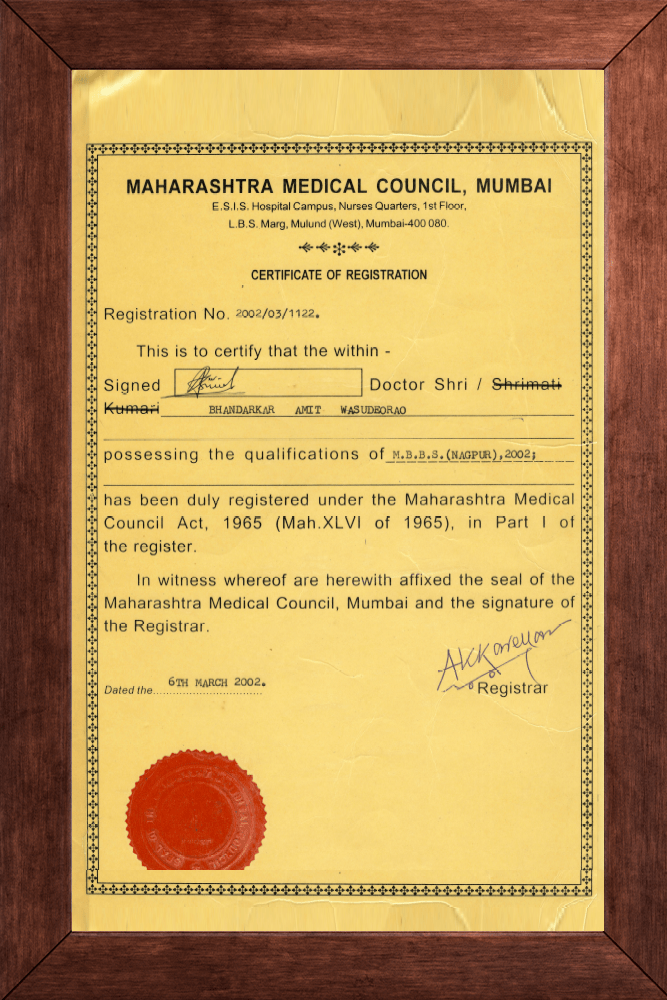 MAHARASHTRA MEDICAL COUNCIL, MUMBAI
E.S.I.S. Hospital Campus, Nurses Quarters, 1st Floor,
L.B.S. Marg, Mulund (West), Mumbai-400 080.
CERTIFICATE OF REGISTRATION
Registration No. 2002/03/1122.
This is to certify that the within -
Signed Doctor Shri / Shrimati
Kumari BHANDARKAR AMIT WASUDEORAO
possessing the qualifications of M.B.B.S.(NAGPUR),2002;
has been duly registered under the Maharashtra Medical
Council Act, 1965 (Mah.XLVI of 1965), in Part I of
the register.
In witness whereof are herewith affixed the seal of the
Maharashtra Medical Council, Mumbai and the signature of
the Registrar.
Dated the 6TH MARCH 2002.
Registrar